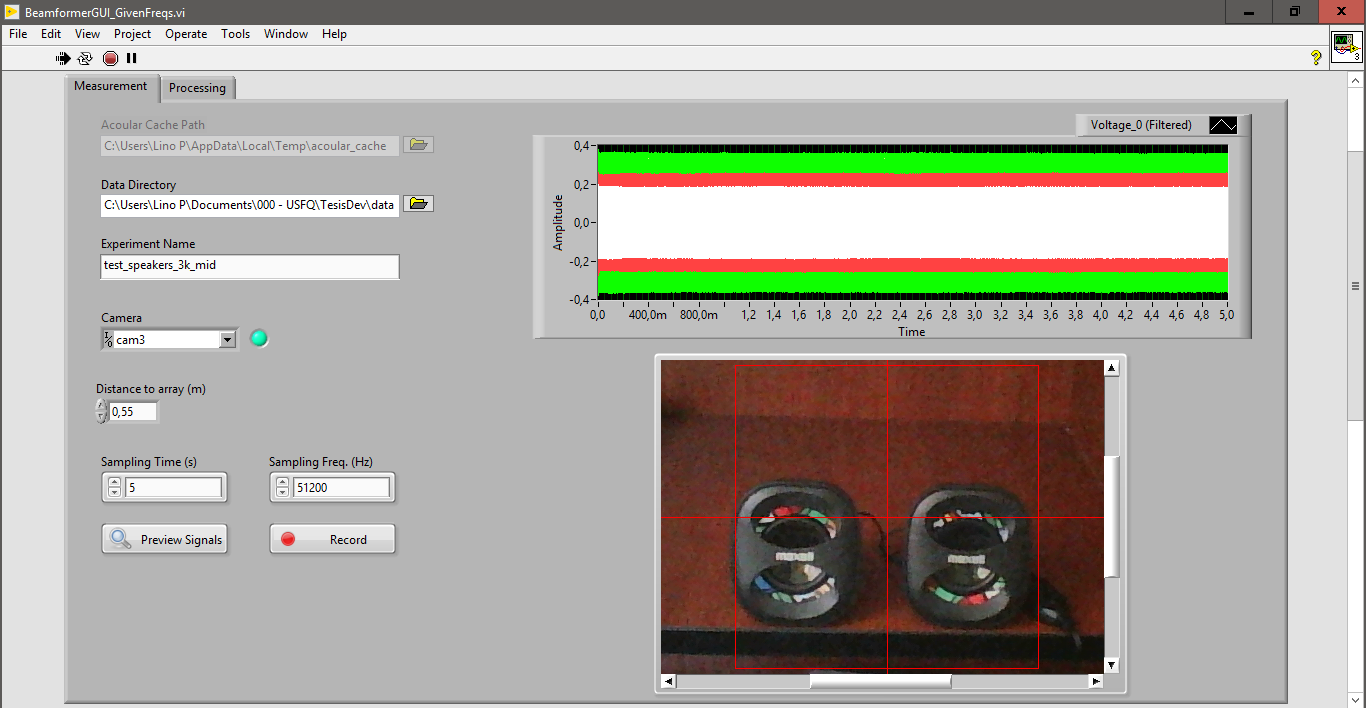 BeamformerGUI_GivenFreqs.vi
File Edit View Project Operate Tools Window Help
3
Measurement Processing
Acoular Cache Path
C:\Users\Lino P\AppData\Local\Temp\acoular_cache
Data Directory
C:\Users\Lino P\Documents\000 - USFQ\TesisDev\data
Experiment Name
test_speakers_3k_mid
Camera
I/0 cam3
Distance to array (m)
0,55
Sampling Time (s) Sampling Freq. (Hz)
5 51200
Preview Signals Record
Voltage_0 (Filtered)
0,4
0,2
0,0
-0,2
-0,4
Amplitude
0,0 400,0m 800,0m 1,2 1,4 1,6 1,8 2,0 2,2 2,4 2,6 2,8 3,0 3,2 3,4 3,6 3,8 4,0 4,2 4,4 4,6 4,8 5,0
Time